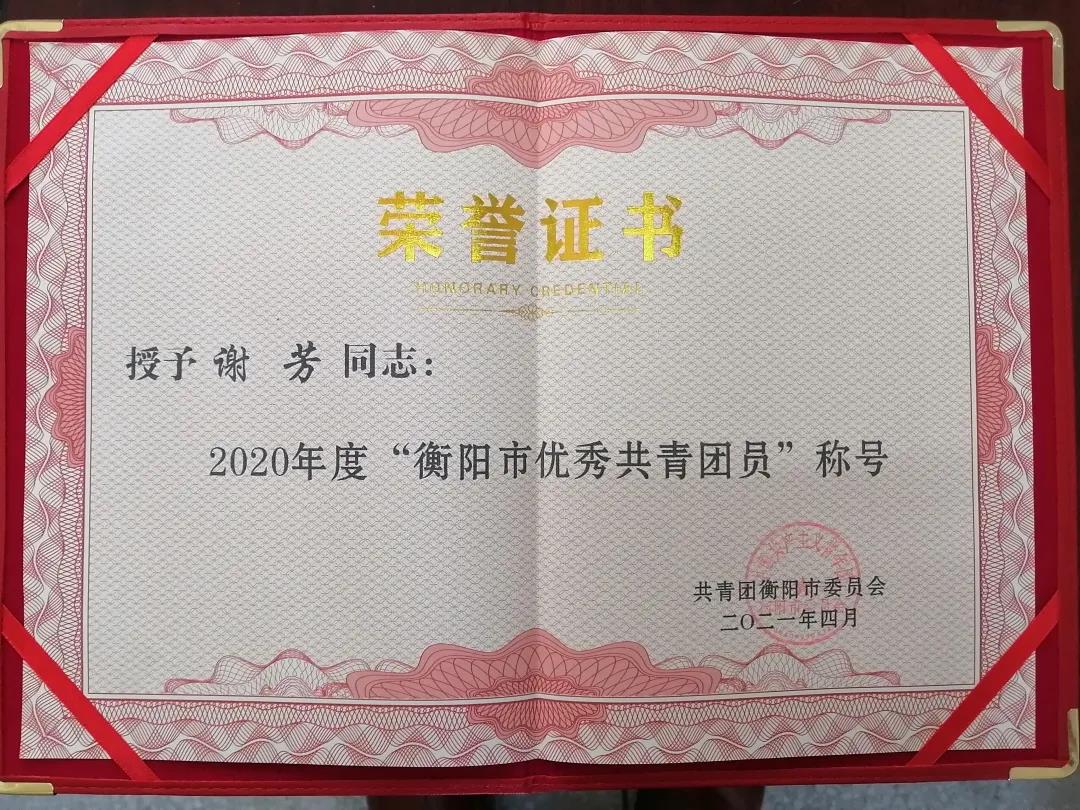 荣誉证书
HONORARY CREDENTIAL
授予 谢 芳 同志：
2020年度“衡阳市优秀共青团员”称号
共青团衡阳市委员会
二〇二一年四月